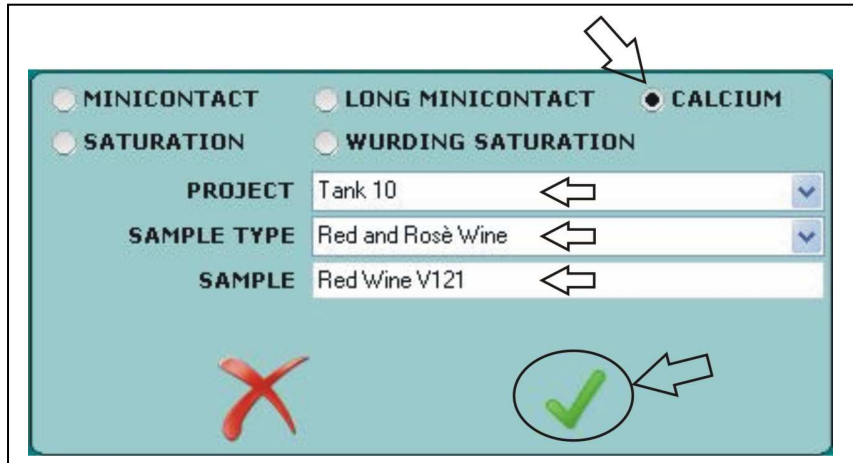 MINICONTACT LONG MINICONTACT CALCIUM
SATURATION WURDING SATURATION
PROJECT Tank 10
SAMPLE TYPE Red and Rosè Wine
SAMPLE Red Wine V121